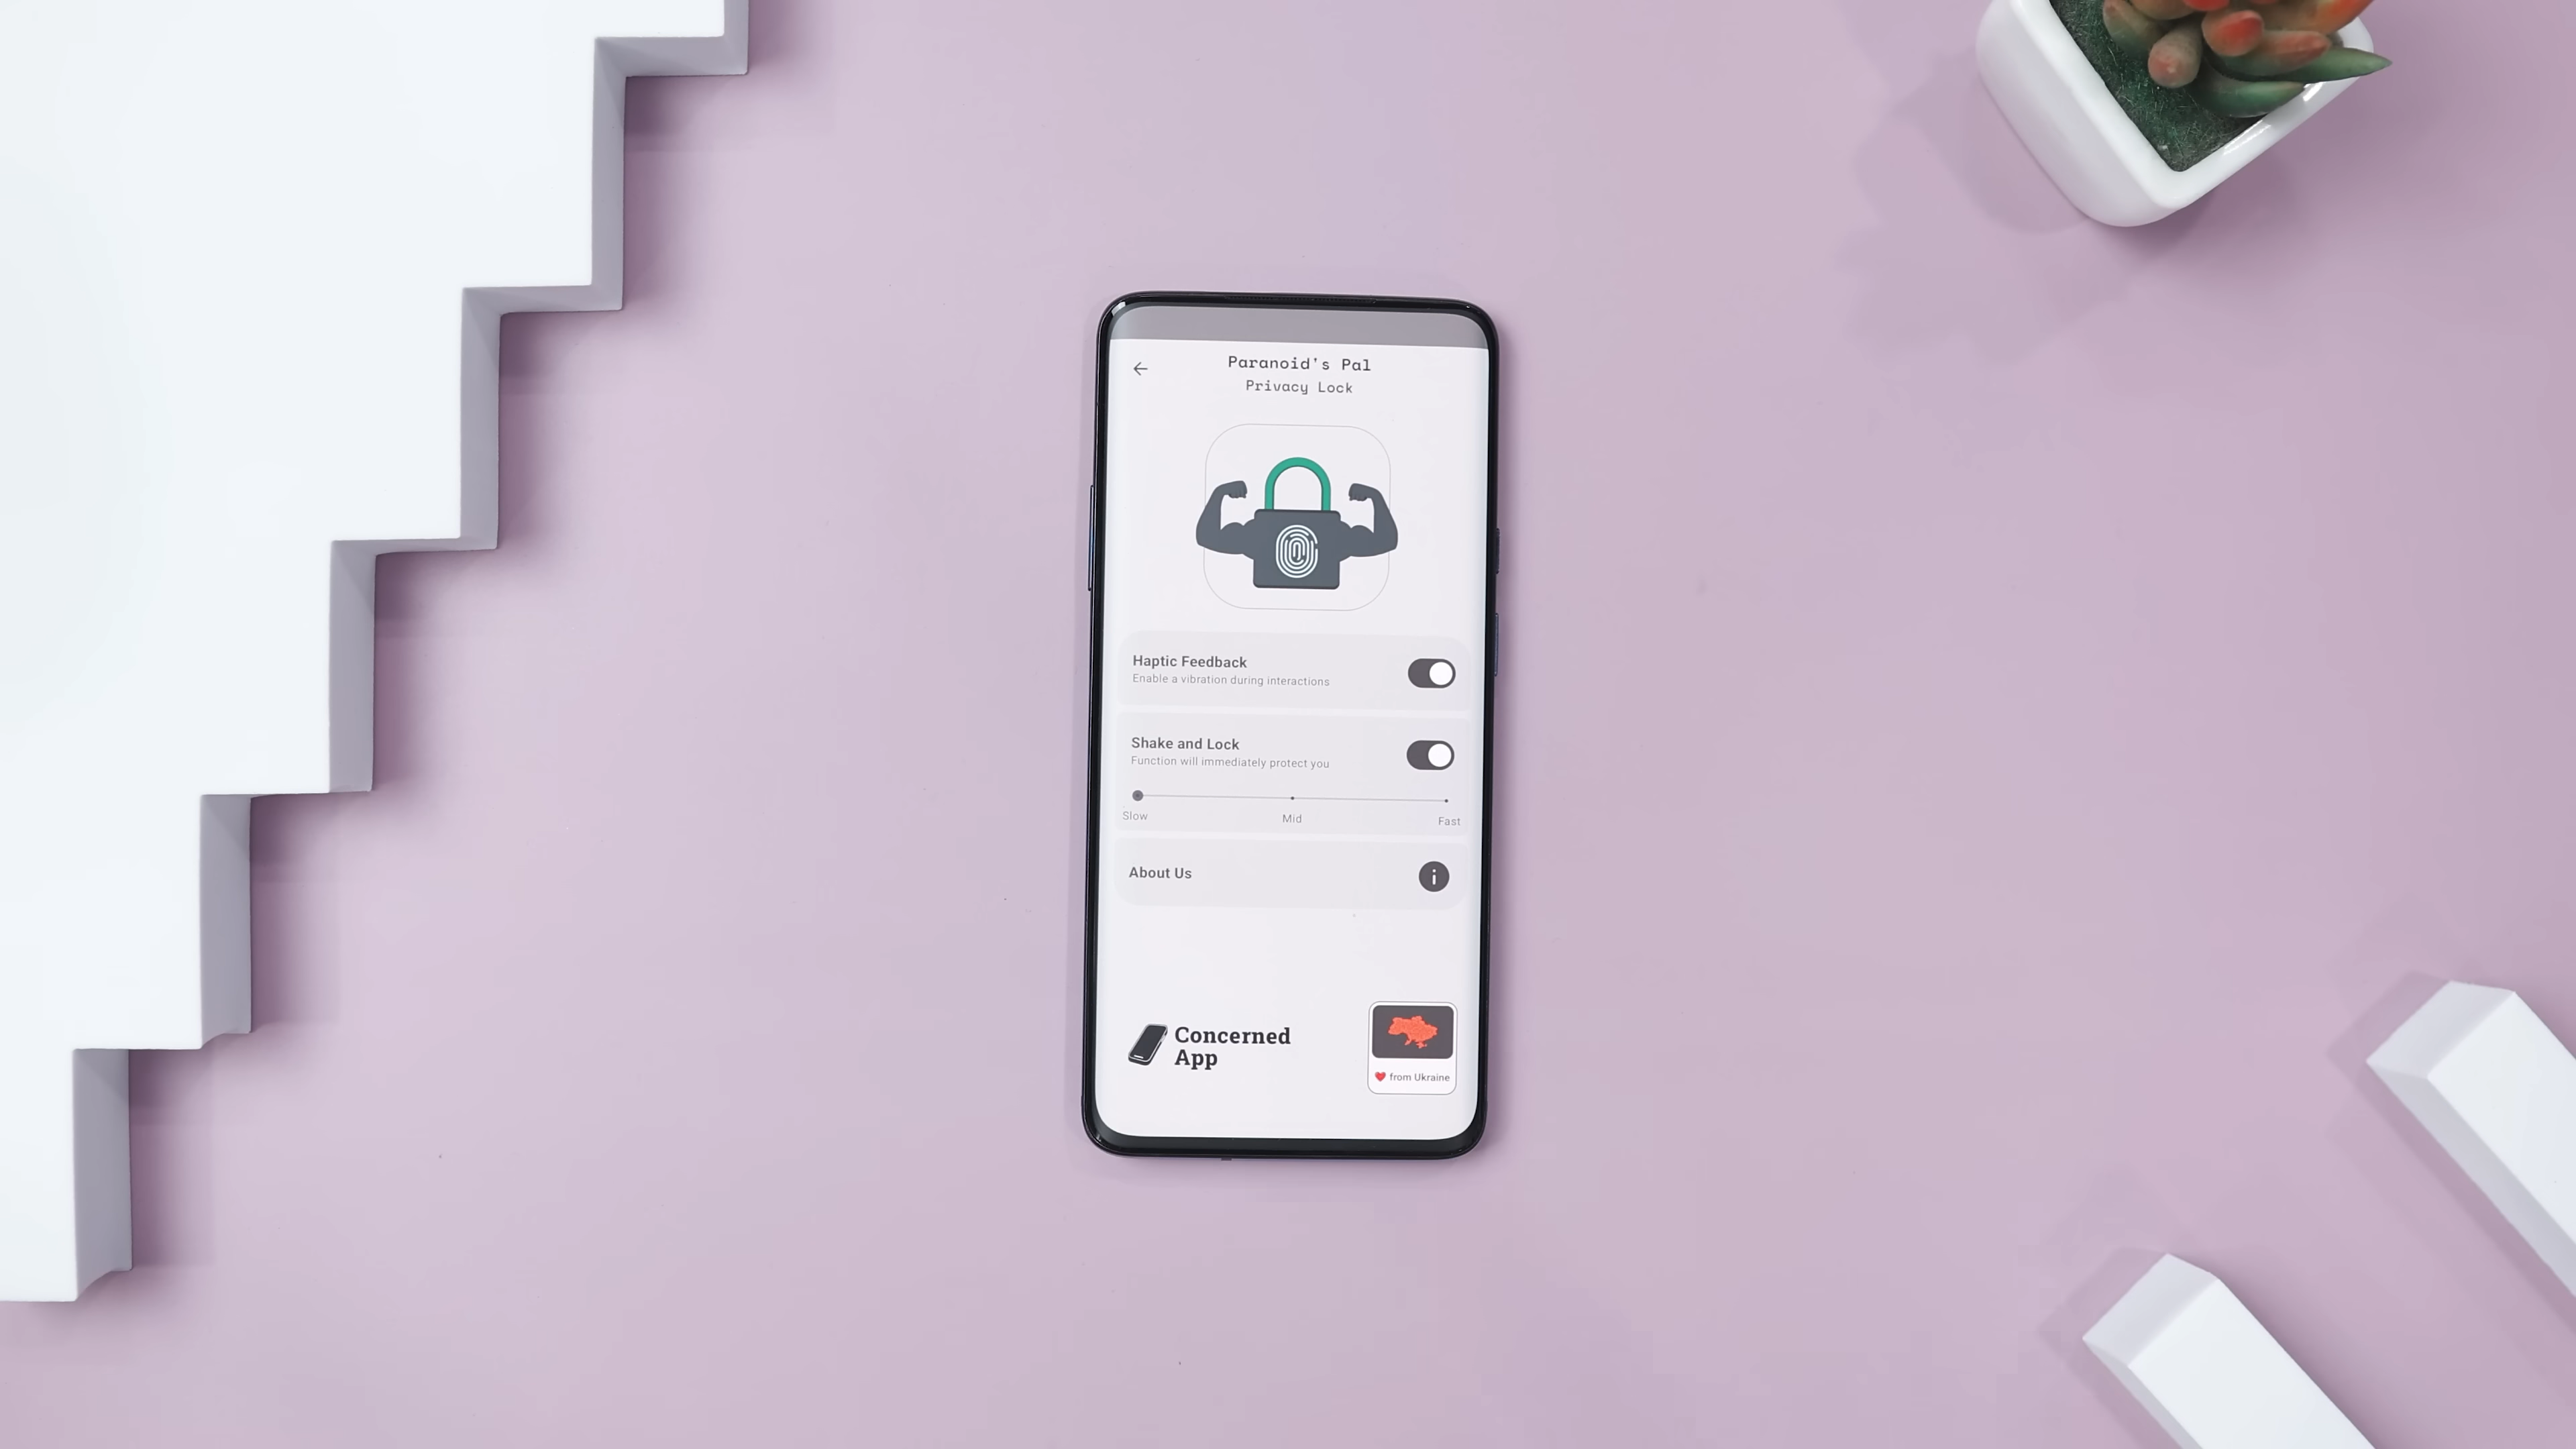 Paranoid's Pal
Privacy Lock
Haptic Feedback
Enable a vibration during interactions
Shake and Lock
Function will immediately protect you
Slow Mid Fast
About Us
Concerned
App
❤️ from Ukraine